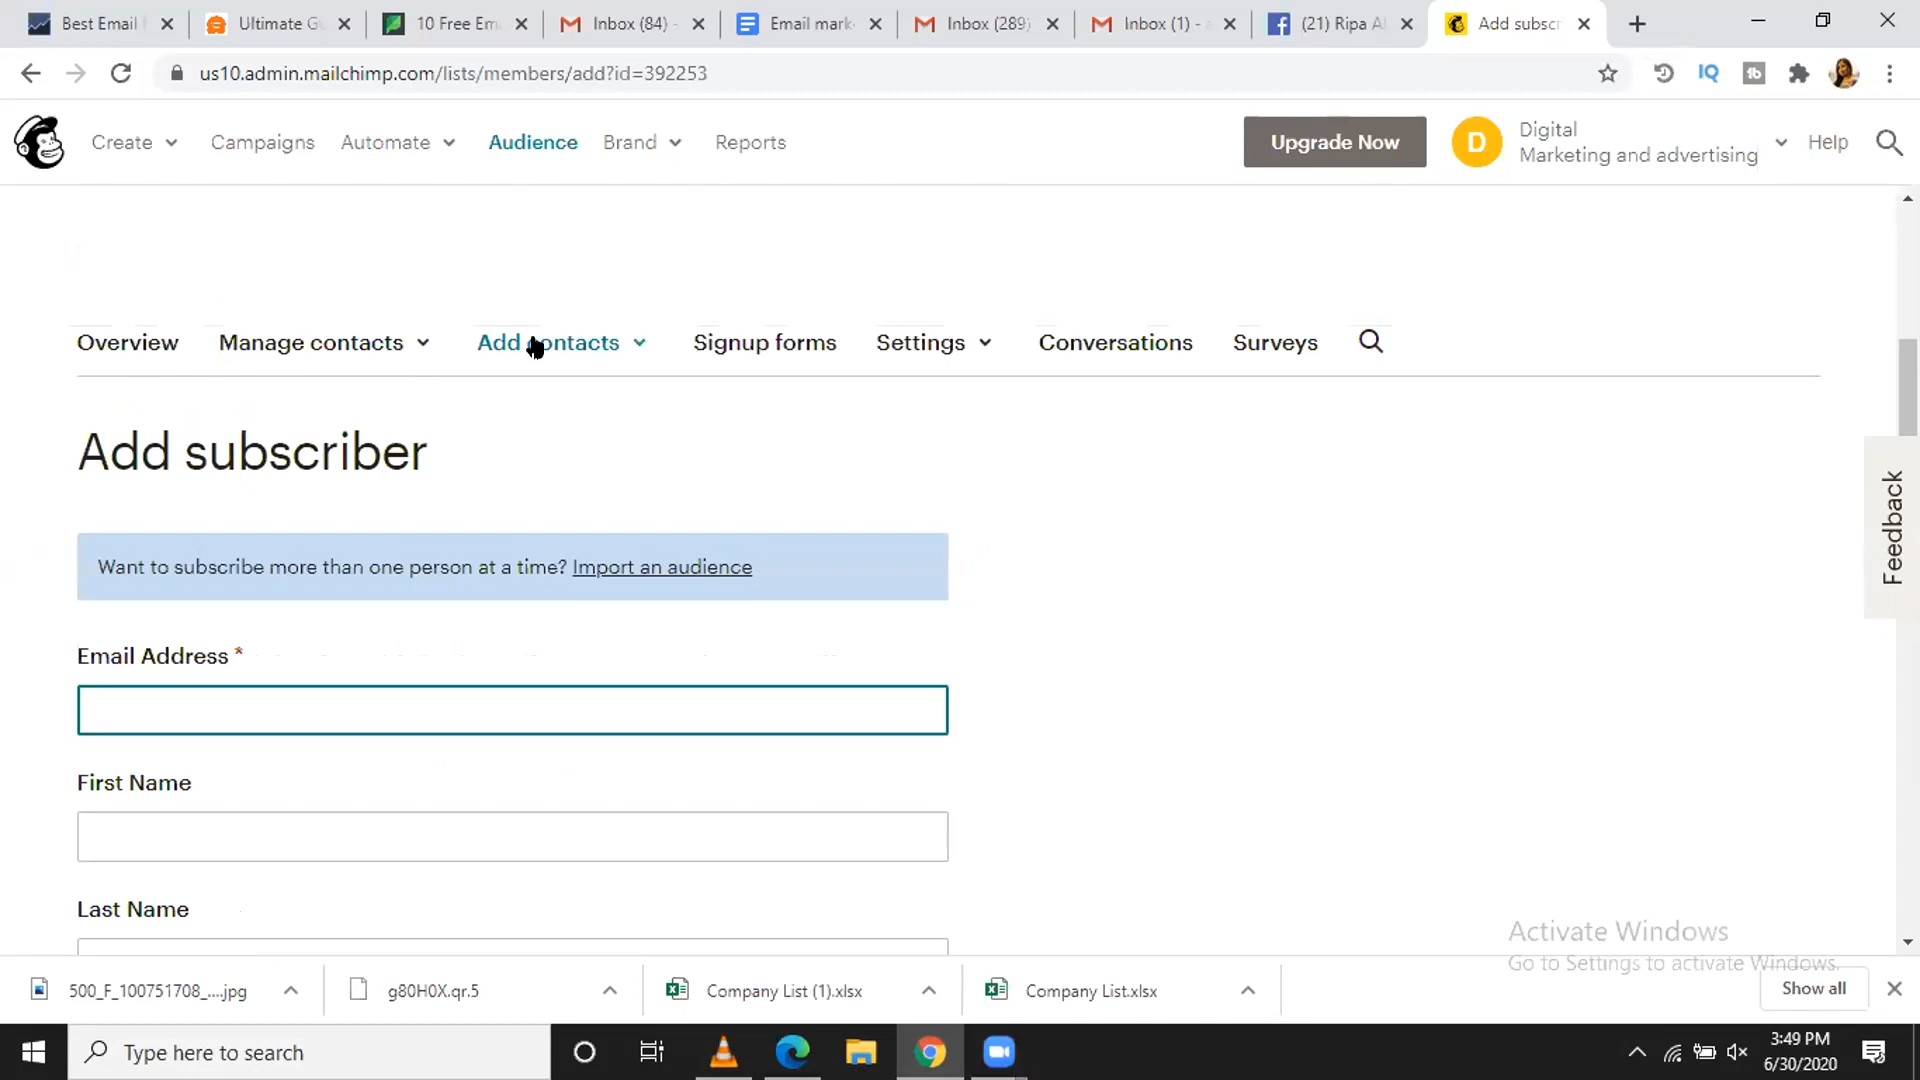 Best Email
Ultimate Gu
10 Free Em
Inbox (84) -
Email mark
Inbox (289)
Inbox (1) -
(21) Ripa A
Add subscr
us10.admin.mailchimp.com/lists/members/add?id=392253
Create
Campaigns
Automate
Audience
Brand
Reports
Upgrade Now
D
Digital
Marketing and advertising
Help
Overview
Manage contacts
Add contacts
Signup forms
Settings
Conversations
Surveys
Add subscriber
Want to subscribe more than one person at a time? Import an audience
Email Address *
First Name
Last Name
Feedback
Activate Windows
Go to Settings to activate Windows.
500_F_100751708_....jpg
g80H0X.qr.5
Company List (1).xlsx
Company List.xlsx
Show all
Type here to search
3:49 PM
6/30/2020